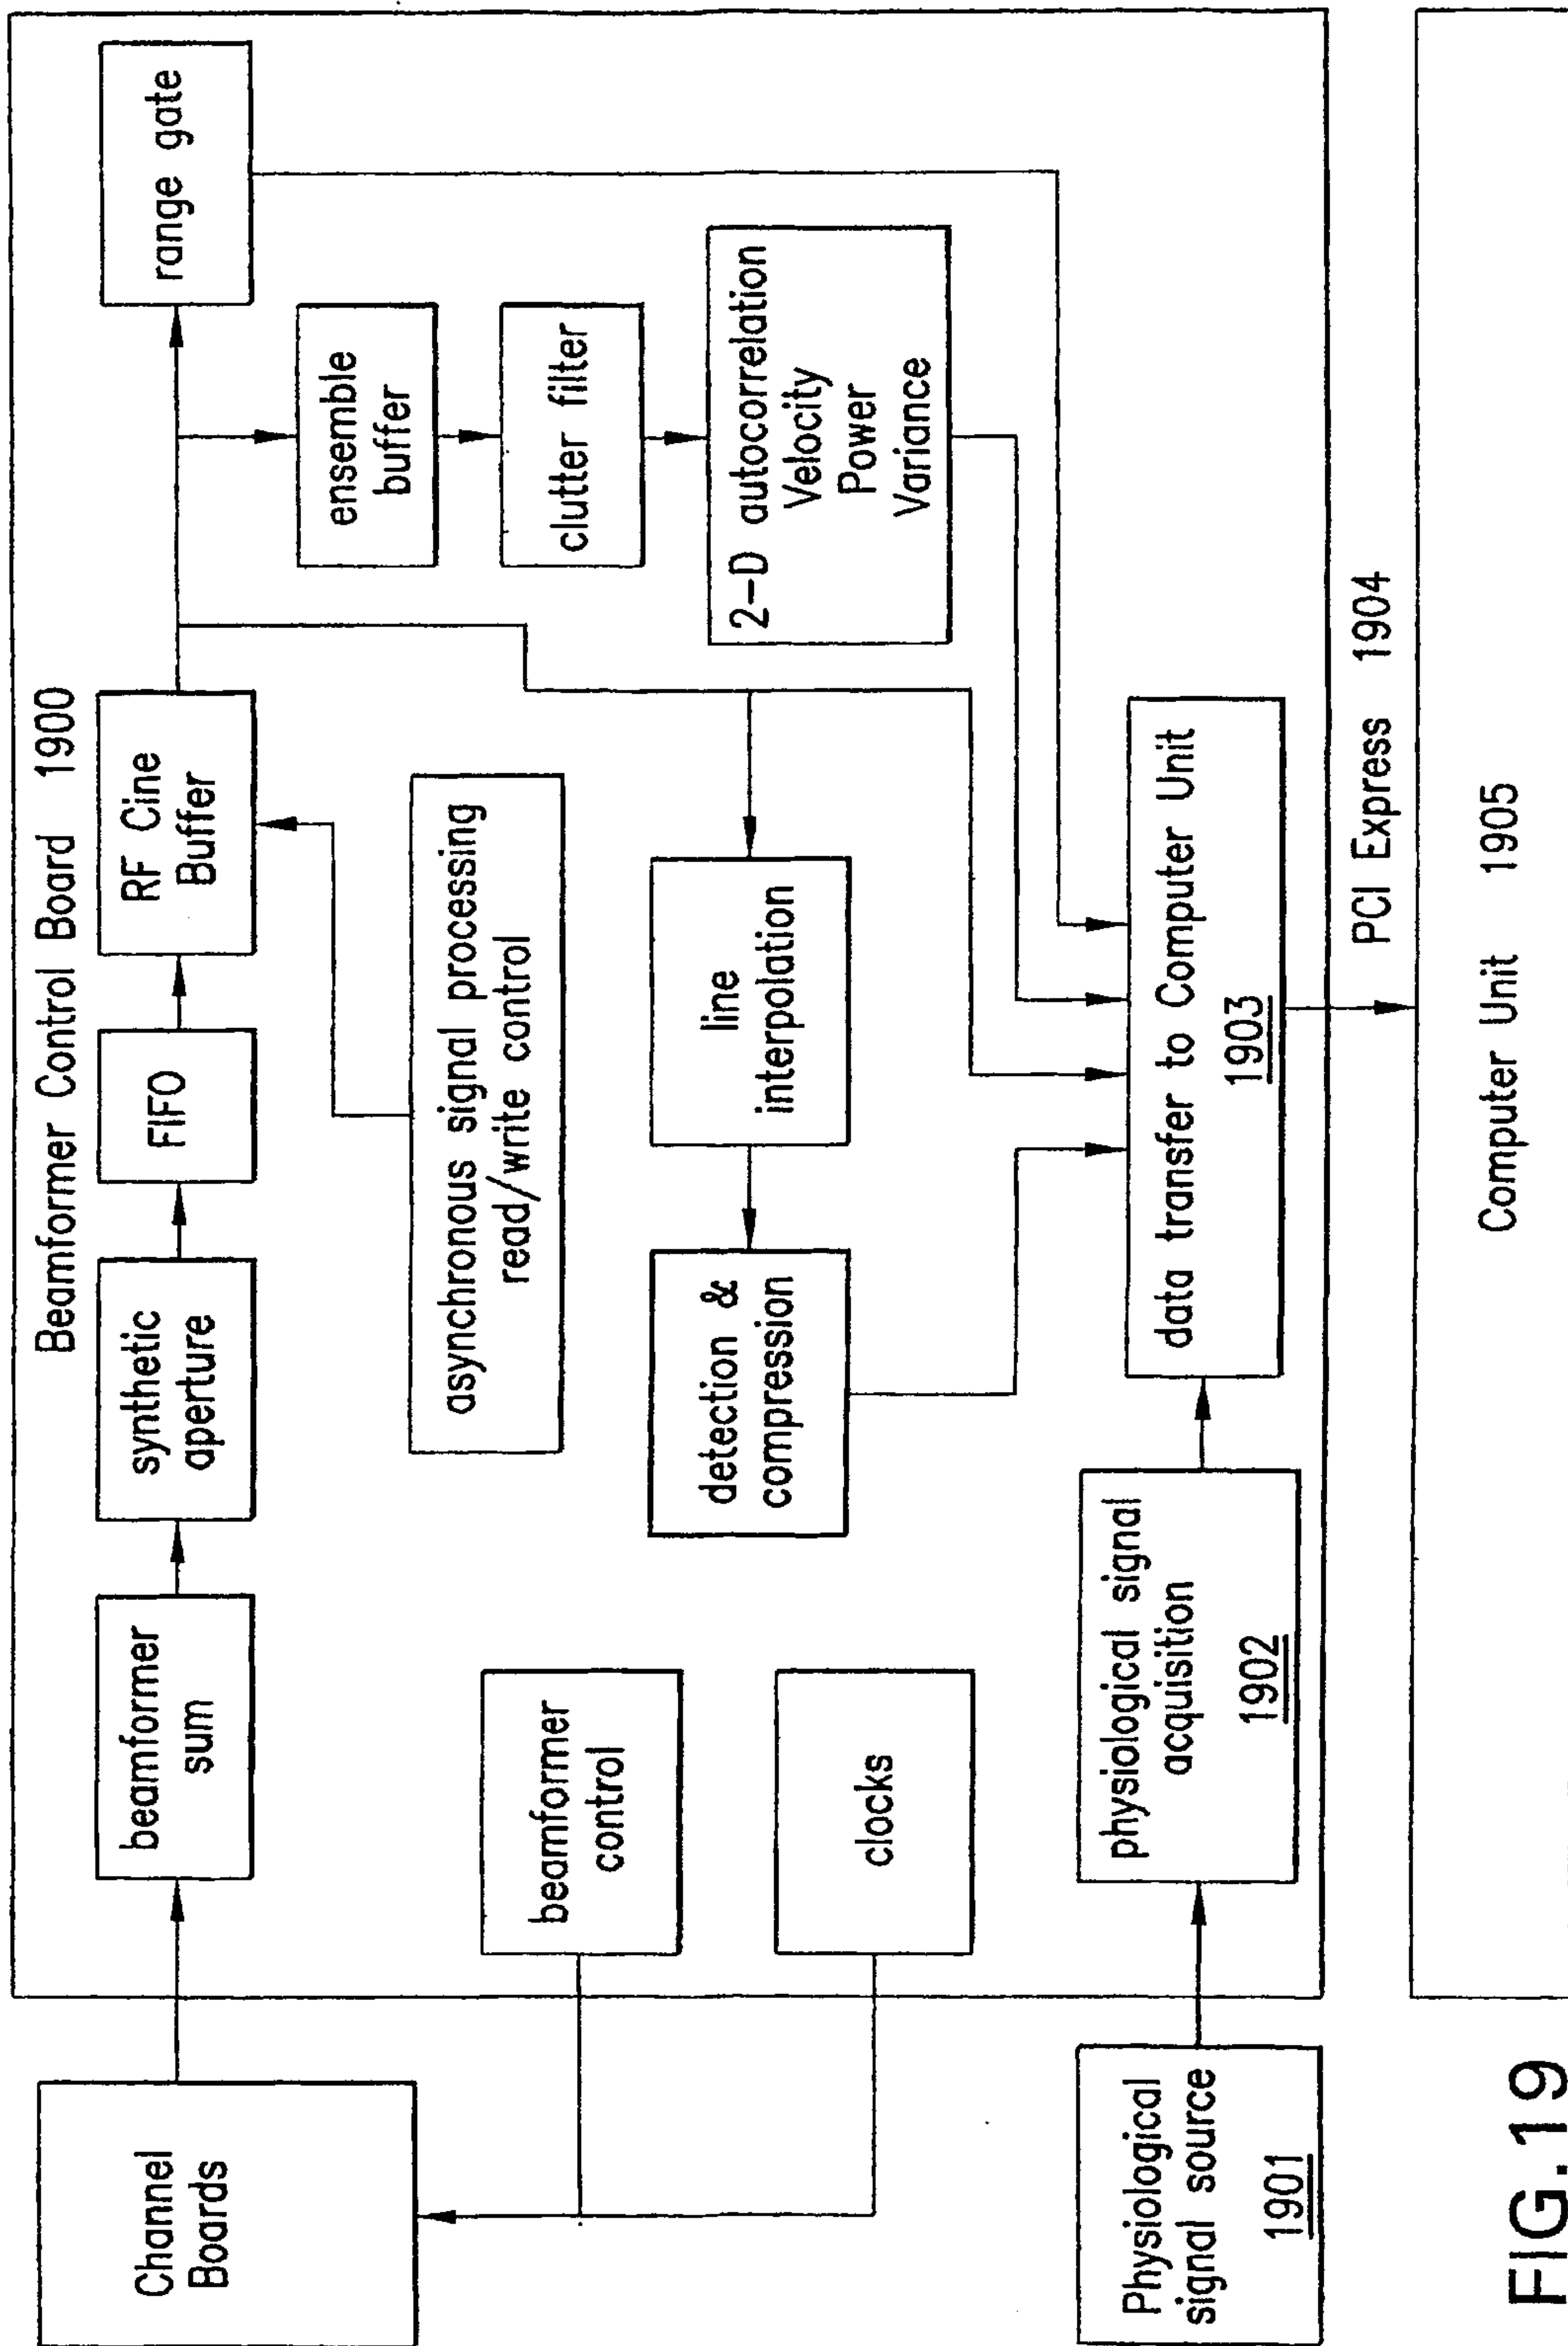 Beamformer Control Board 1900
Channel
Boards
beamformer
sum
synthetic
aperture
FIFO
RF Cine
Buffer
range gate
ensemble
buffer
clutter filter
2-D autocorrelation
Velocity
Power
Variance
asynchronous signal processing
read/write control
beamformer
control
clocks
line
interpolation
detection &
compression
Physiological
signal source
1901
physiological signal
acquisition
1902
data transfer to Computer Unit
1903
PCI Express 1904
Computer Unit 1905
FIG.19